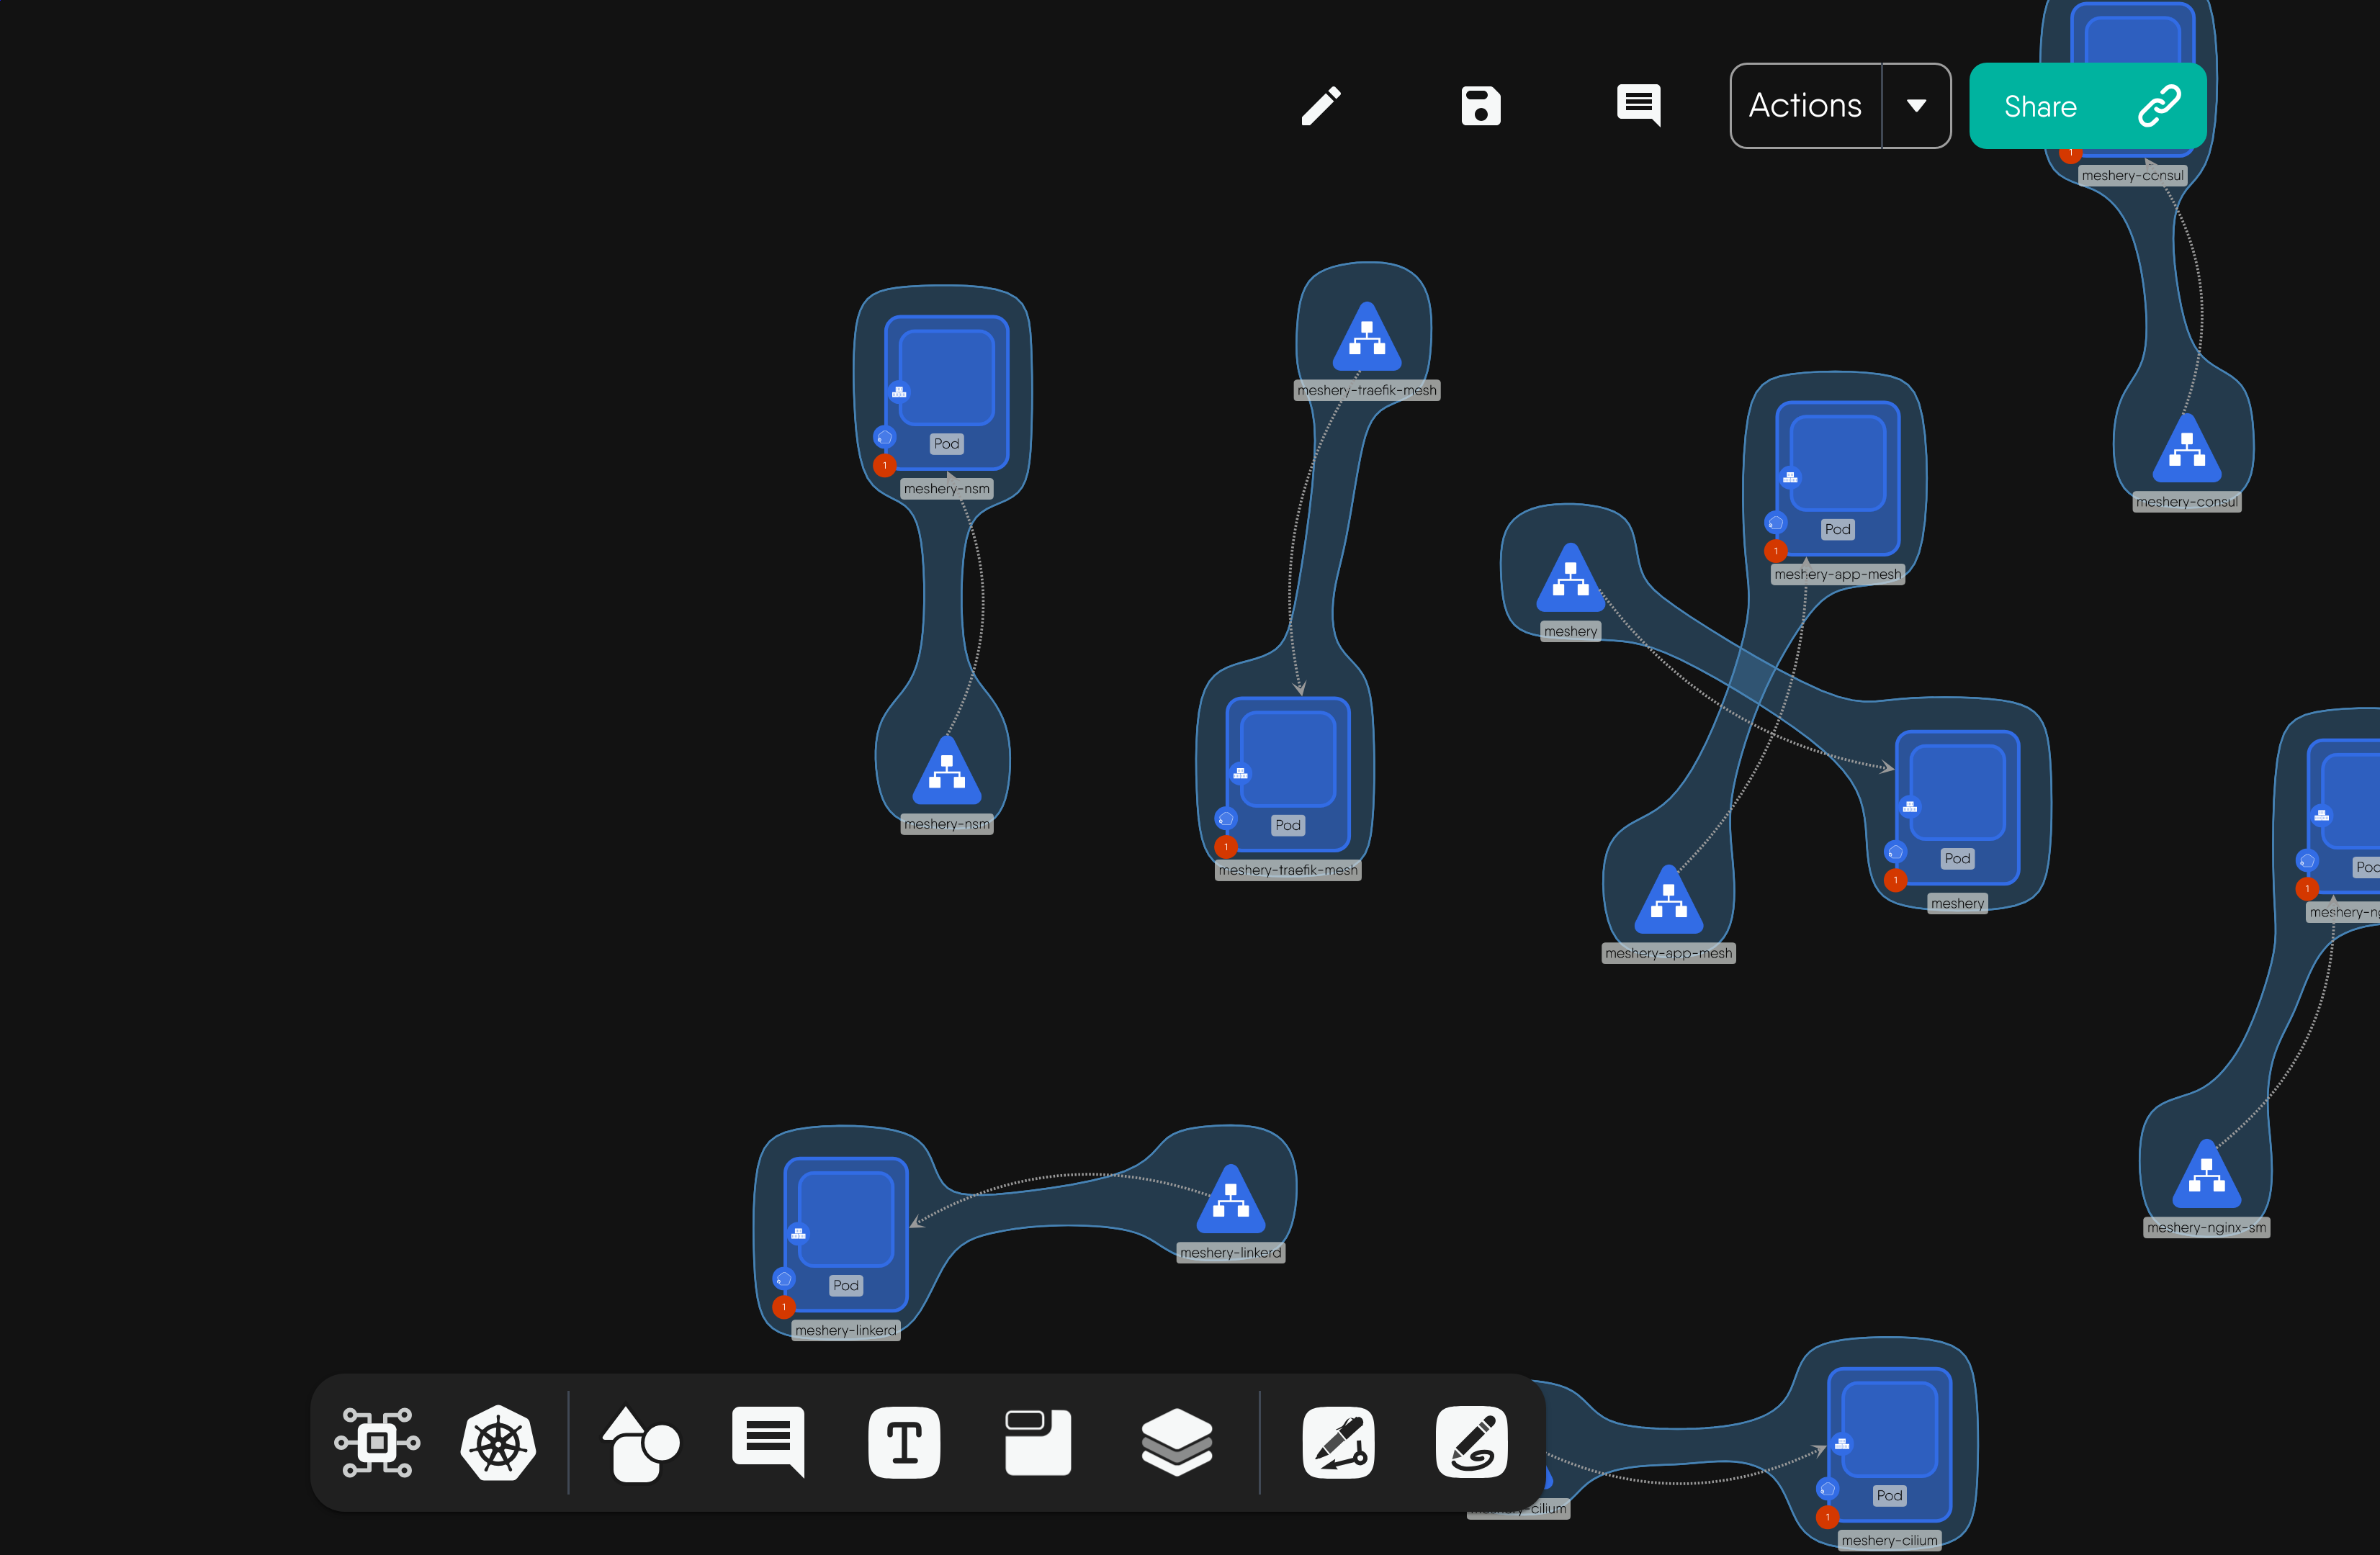 Actions
Share
1
meshery-consul
meshery-consul
Pod
1
meshery-nsm
meshery-nsm
meshery-traefik-mesh
Pod
1
meshery-traefik-mesh
Pod
1
meshery-app-mesh
meshery
meshery-app-mesh
Pod
1
meshery
1
meshery-nginx-sm
meshery-linkerd
Pod
1
meshery-linkerd
T
meshery-cilium
Pod
1
meshery-cilium